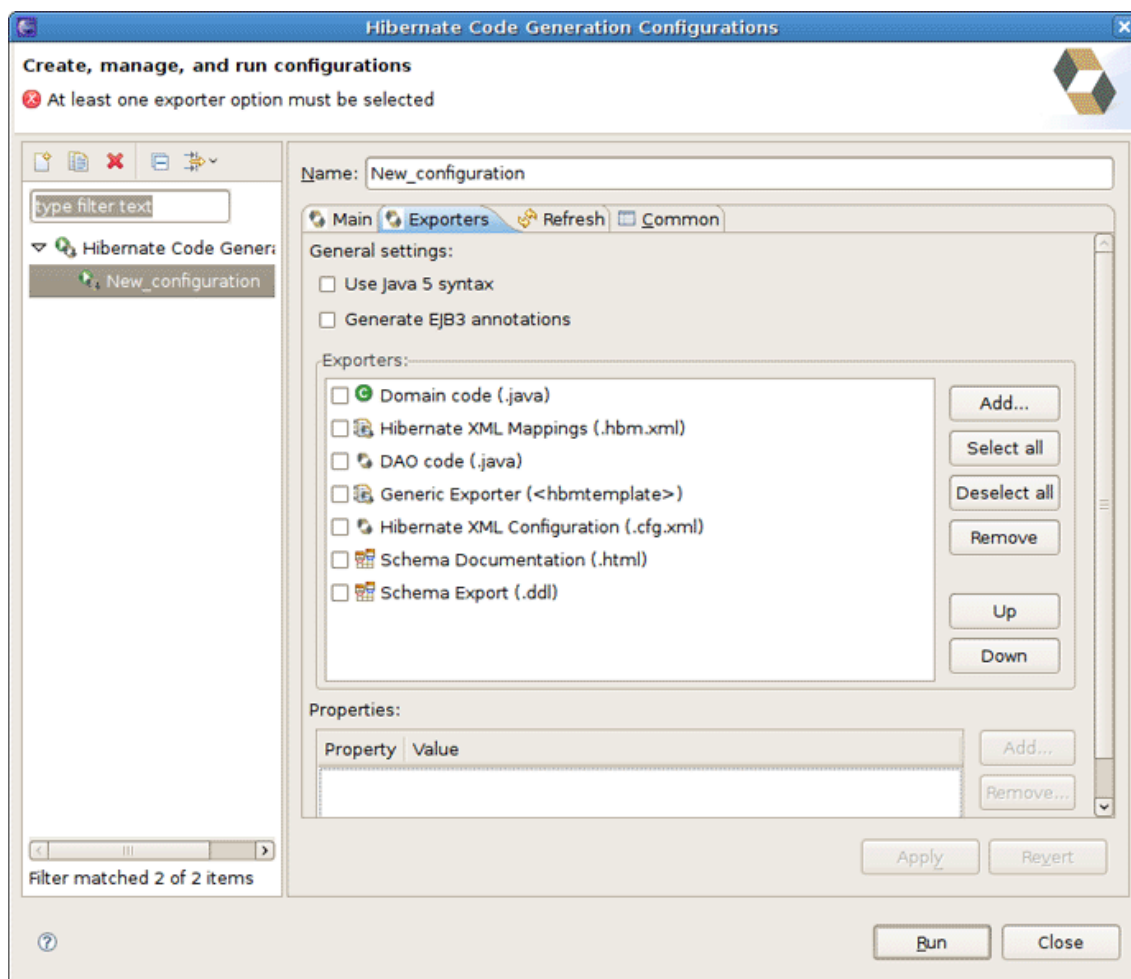 Hibernate Code Generation Configurations
Create, manage, and run configurations
At least one exporter option must be selected
type filter text
Hibernate Code Genera
New_configuration
Filter matched 2 of 2 items
Name: New_configuration
Main Exporters Refresh Common
General settings:
Use Java 5 syntax
Generate EJB3 annotations
Exporters:
Domain code (.java)
Hibernate XML Mappings (.hbm.xml)
DAO code (.java)
Generic Exporter (<hbmtemplate>)
Hibernate XML Configuration (.cfg.xml)
Schema Documentation (.html)
Schema Export (.ddl)
Add...
Select all
Deselect all
Remove
Up
Down
Properties:
Property Value
Add...
Remove...
Apply Revert
Run Close